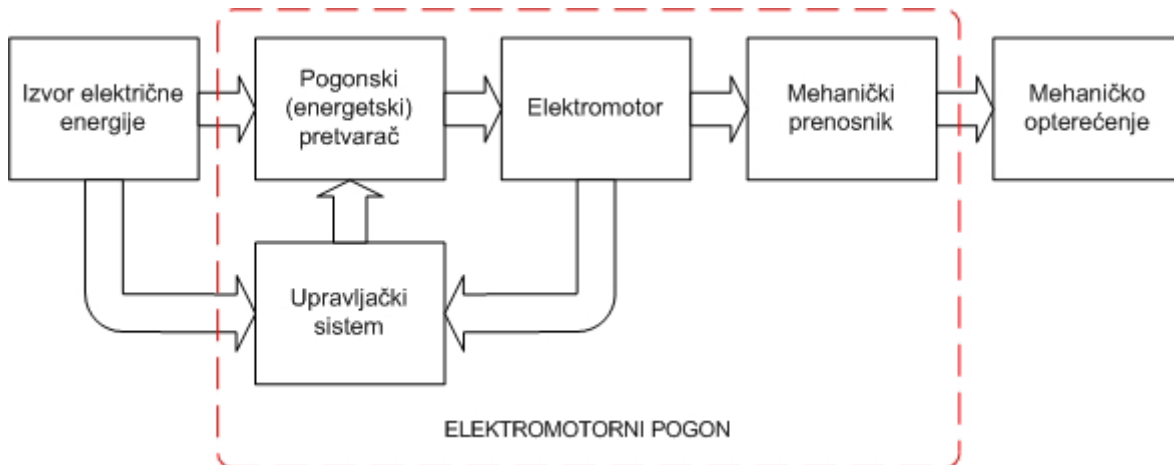 Izvor električne
energije
Pogonski
(energetski)
pretvarač
Elektromotor
Mehanički
prenosnik
Mehaničko
opterećenje
Upravljački
sistem
ELEKTROMOTORNI POGON